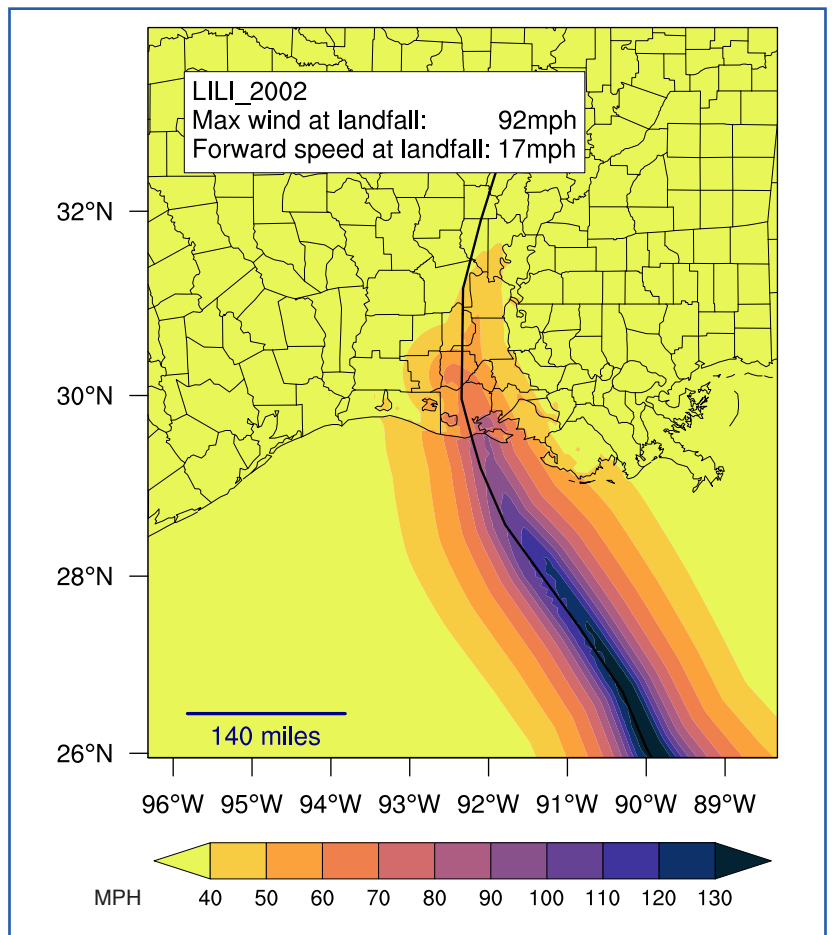 LILI_2002
Max wind at landfall: 92mph
Forward speed at landfall: 17mph
32°N
30°N
28°N
26°N
140 miles
96°W 95°W 94°W 93°W 92°W 91°W 90°W 89°W
MPH 40 50 60 70 80 90 100 110 120 130